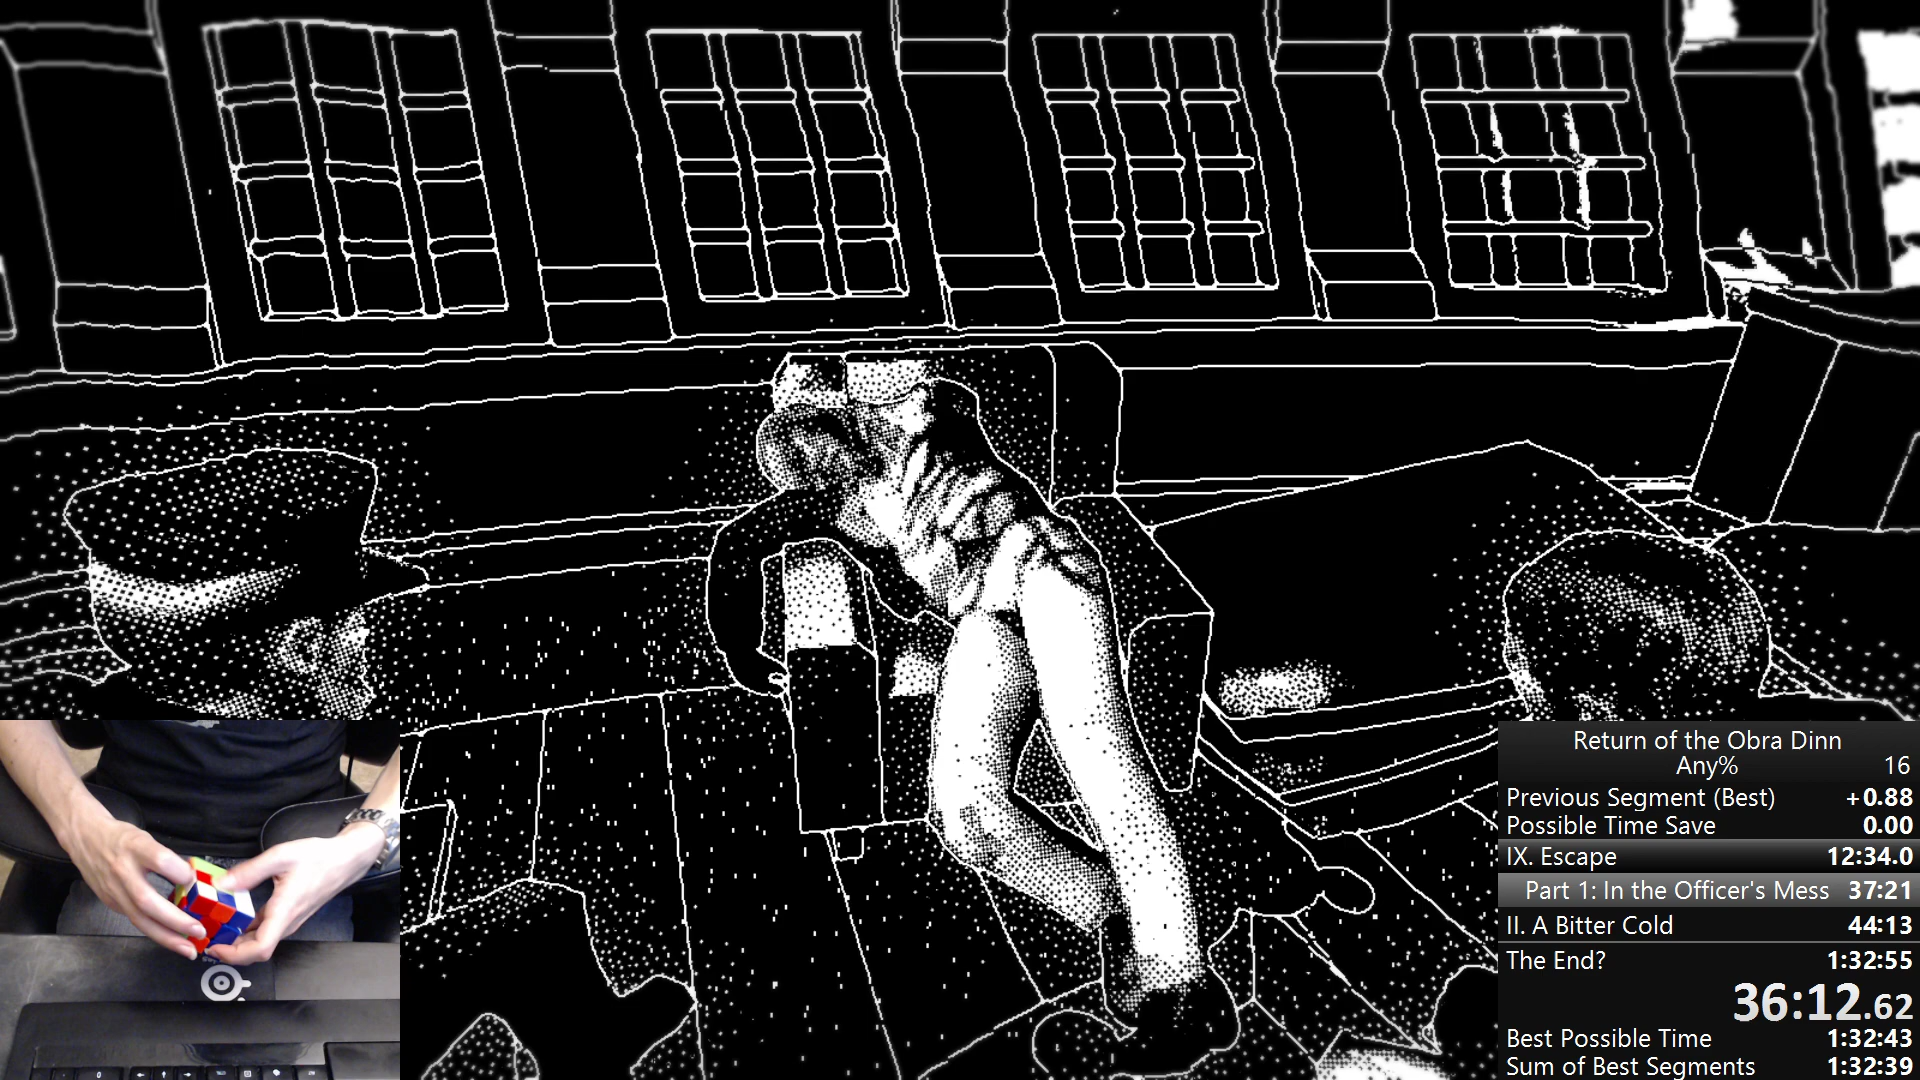 Return of the Obra Dinn
Any% 16
Previous Segment (Best) +0.88
Possible Time Save 0.00
IX. Escape 12:34.0
Part 1: In the Officer's Mess 37:21
II. A Bitter Cold 44:13
The End? 1:32:55
36:12.62
Best Possible Time 1:32:43
Sum of Best Segments 1:32:39